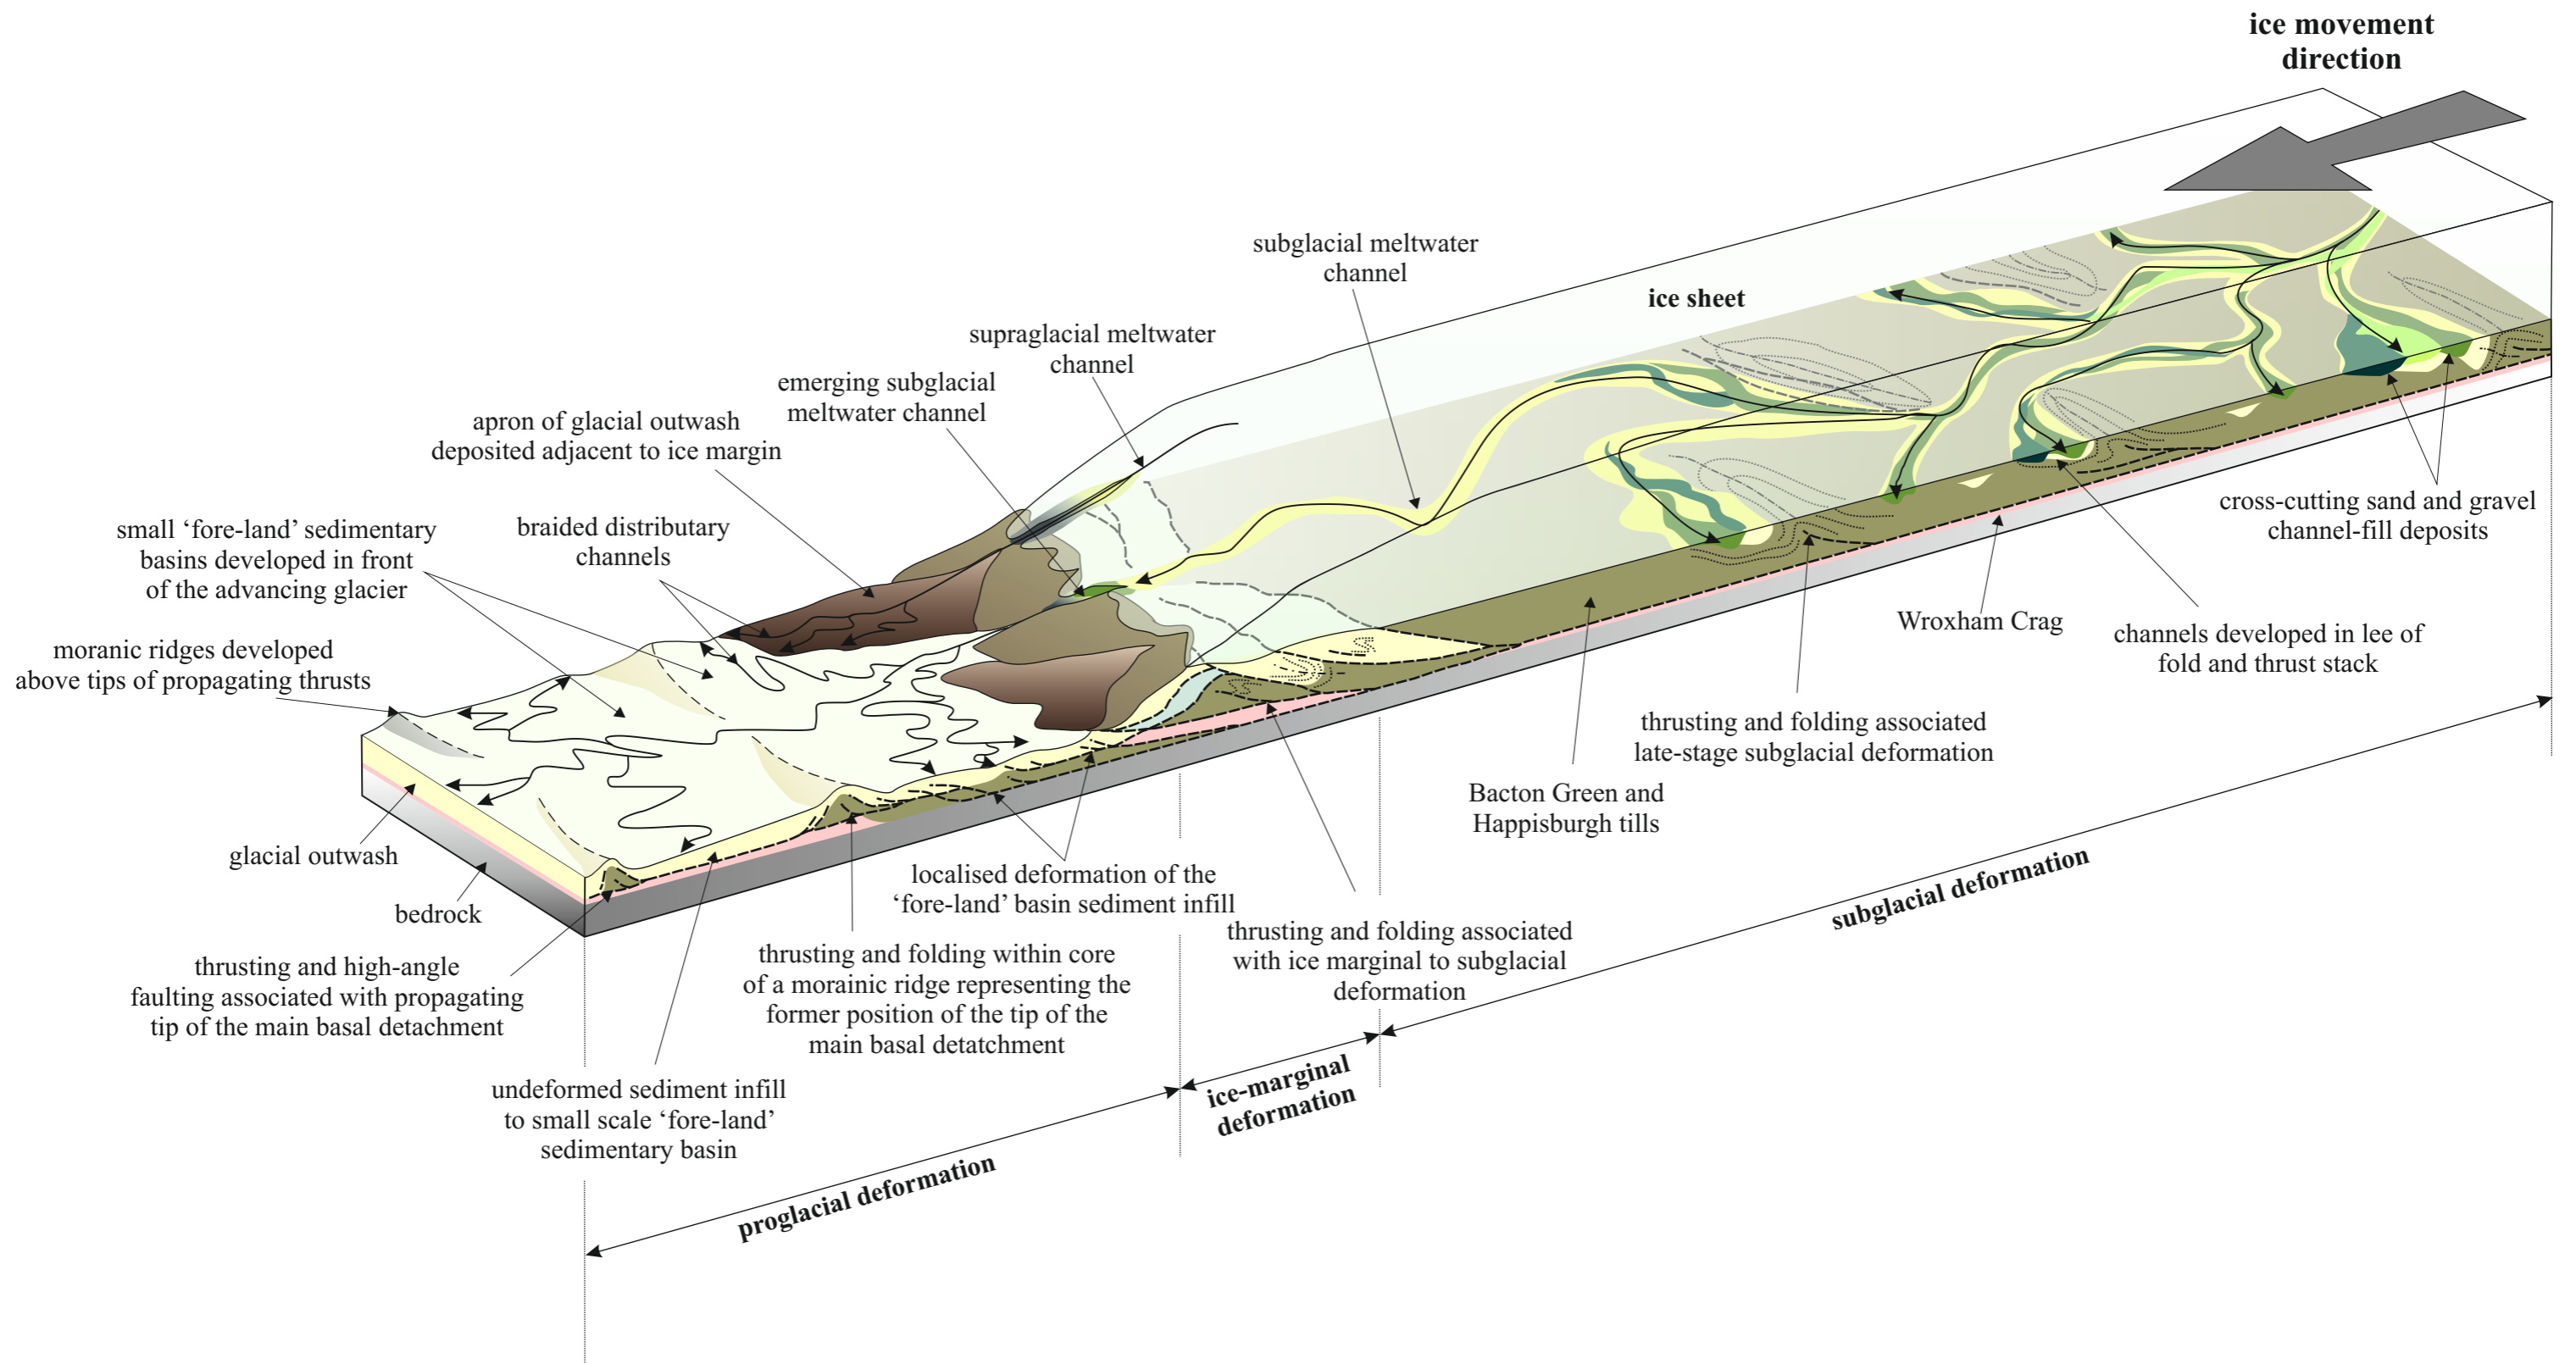 ice movement
direction
subglacial meltwater
channel
ice sheet
supraglacial meltwater
channel
emerging subglacial
meltwater channel
apron of glacial outwash
deposited adjacent to ice margin
braided distributary
channels
small ‘fore-land’ sedimentary
basins developed in front
of the advancing glacier
moranic ridges developed
above tips of propagating thrusts
cross-cutting sand and gravel
channel-fill deposits
Wroxham Crag
channels developed in lee of
fold and thrust stack
thrusting and folding associated
late-stage subglacial deformation
Bacton Green and
Happisburgh tills
glacial outwash
bedrock
localised deformation of the
‘fore-land’ basin sediment infill
thrusting and folding associated
with ice marginal to subglacial
deformation
subglacial deformation
thrusting and high-angle
faulting associated with propagating
tip of the main basal detachment
thrusting and folding within core
of a morainic ridge representing the
former position of the tip of the
main basal detatchment
undeformed sediment infill
to small scale ‘fore-land’
sedimentary basin
ice-marginal
deformation
proglacial deformation